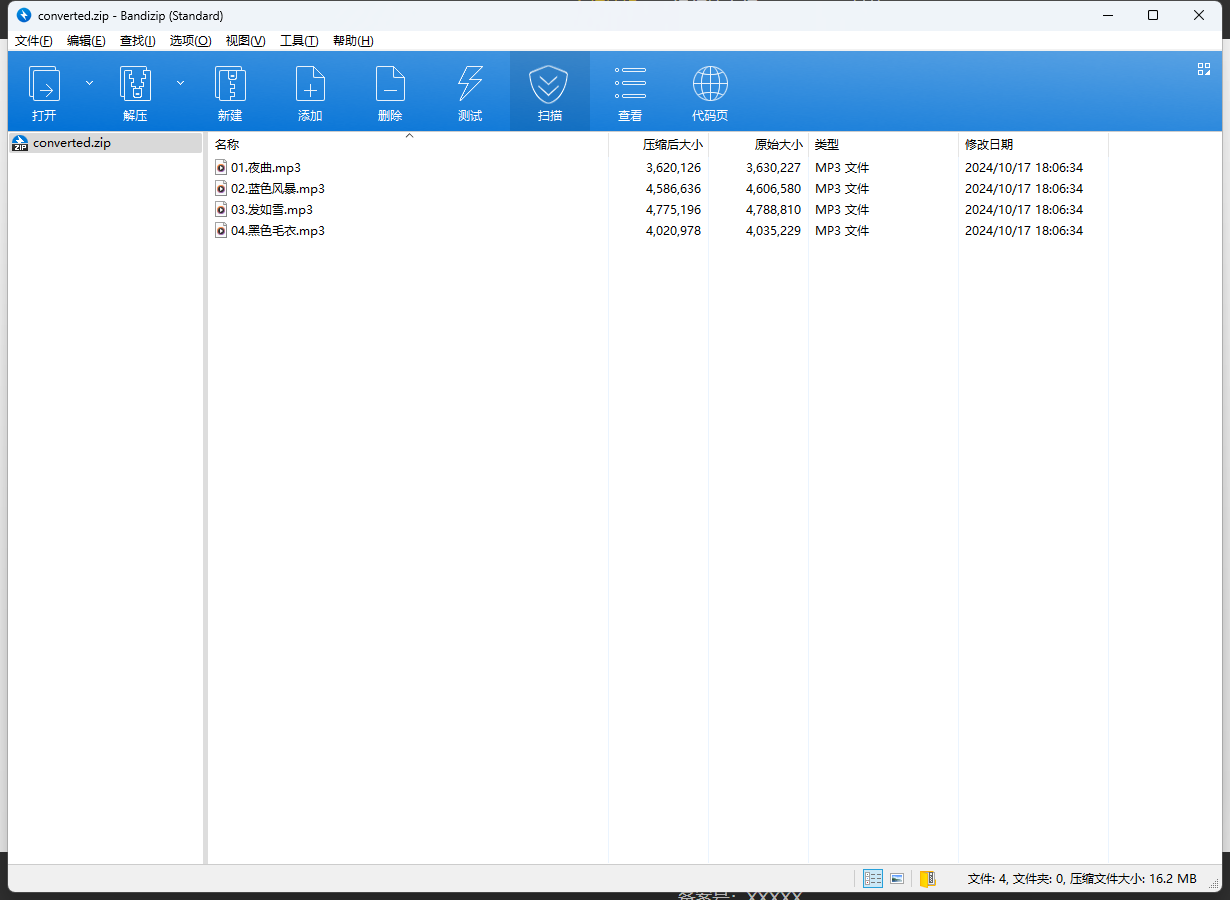 converted.zip - Bandizip (Standard)
文件(F) 编辑(E) 查找(I) 选项(O) 视图(V) 工具(T) 帮助(H)
打开 解压 新建 添加 删除 测试 扫描 查看 代码页
converted.zip
名称 压缩后大小 原始大小 类型 修改日期
01.夜曲.mp3 3,620,126 3,630,227 MP3 文件 2024/10/17 18:06:34
02.蓝色风暴.mp3 4,586,636 4,606,580 MP3 文件 2024/10/17 18:06:34
03.发如雪.mp3 4,775,196 4,788,810 MP3 文件 2024/10/17 18:06:34
04.黑色毛衣.mp3 4,020,978 4,035,229 MP3 文件 2024/10/17 18:06:34
文件: 4, 文件夹: 0, 压缩文件大小: 16.2 MB